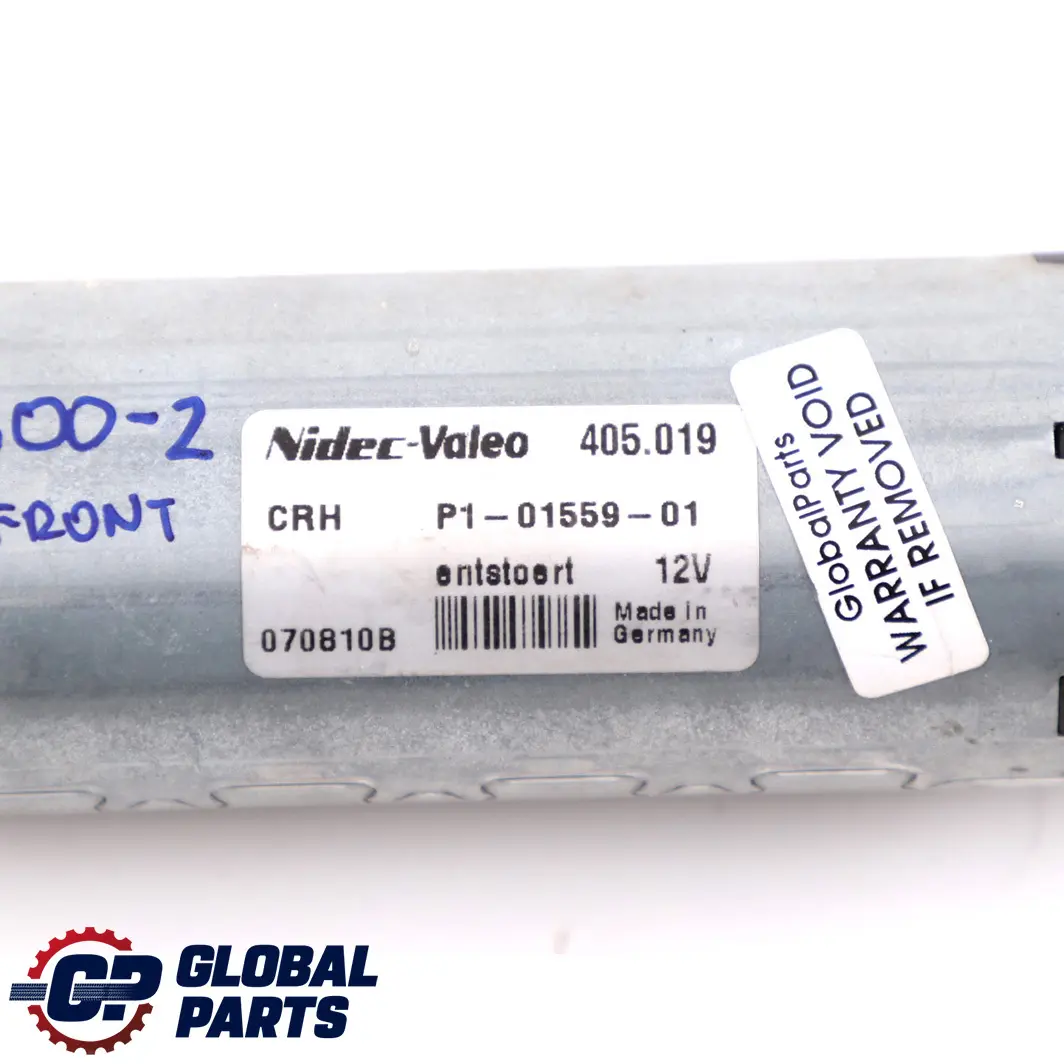 00-2
FRONT
Nidec-Valeo 405.019
CRH P1-01559-01
entstoert 12V
070810B Made in
Germany
GlobalParts
WARRANTY VOID
IF REMOVED
GP GLOBAL
PARTS